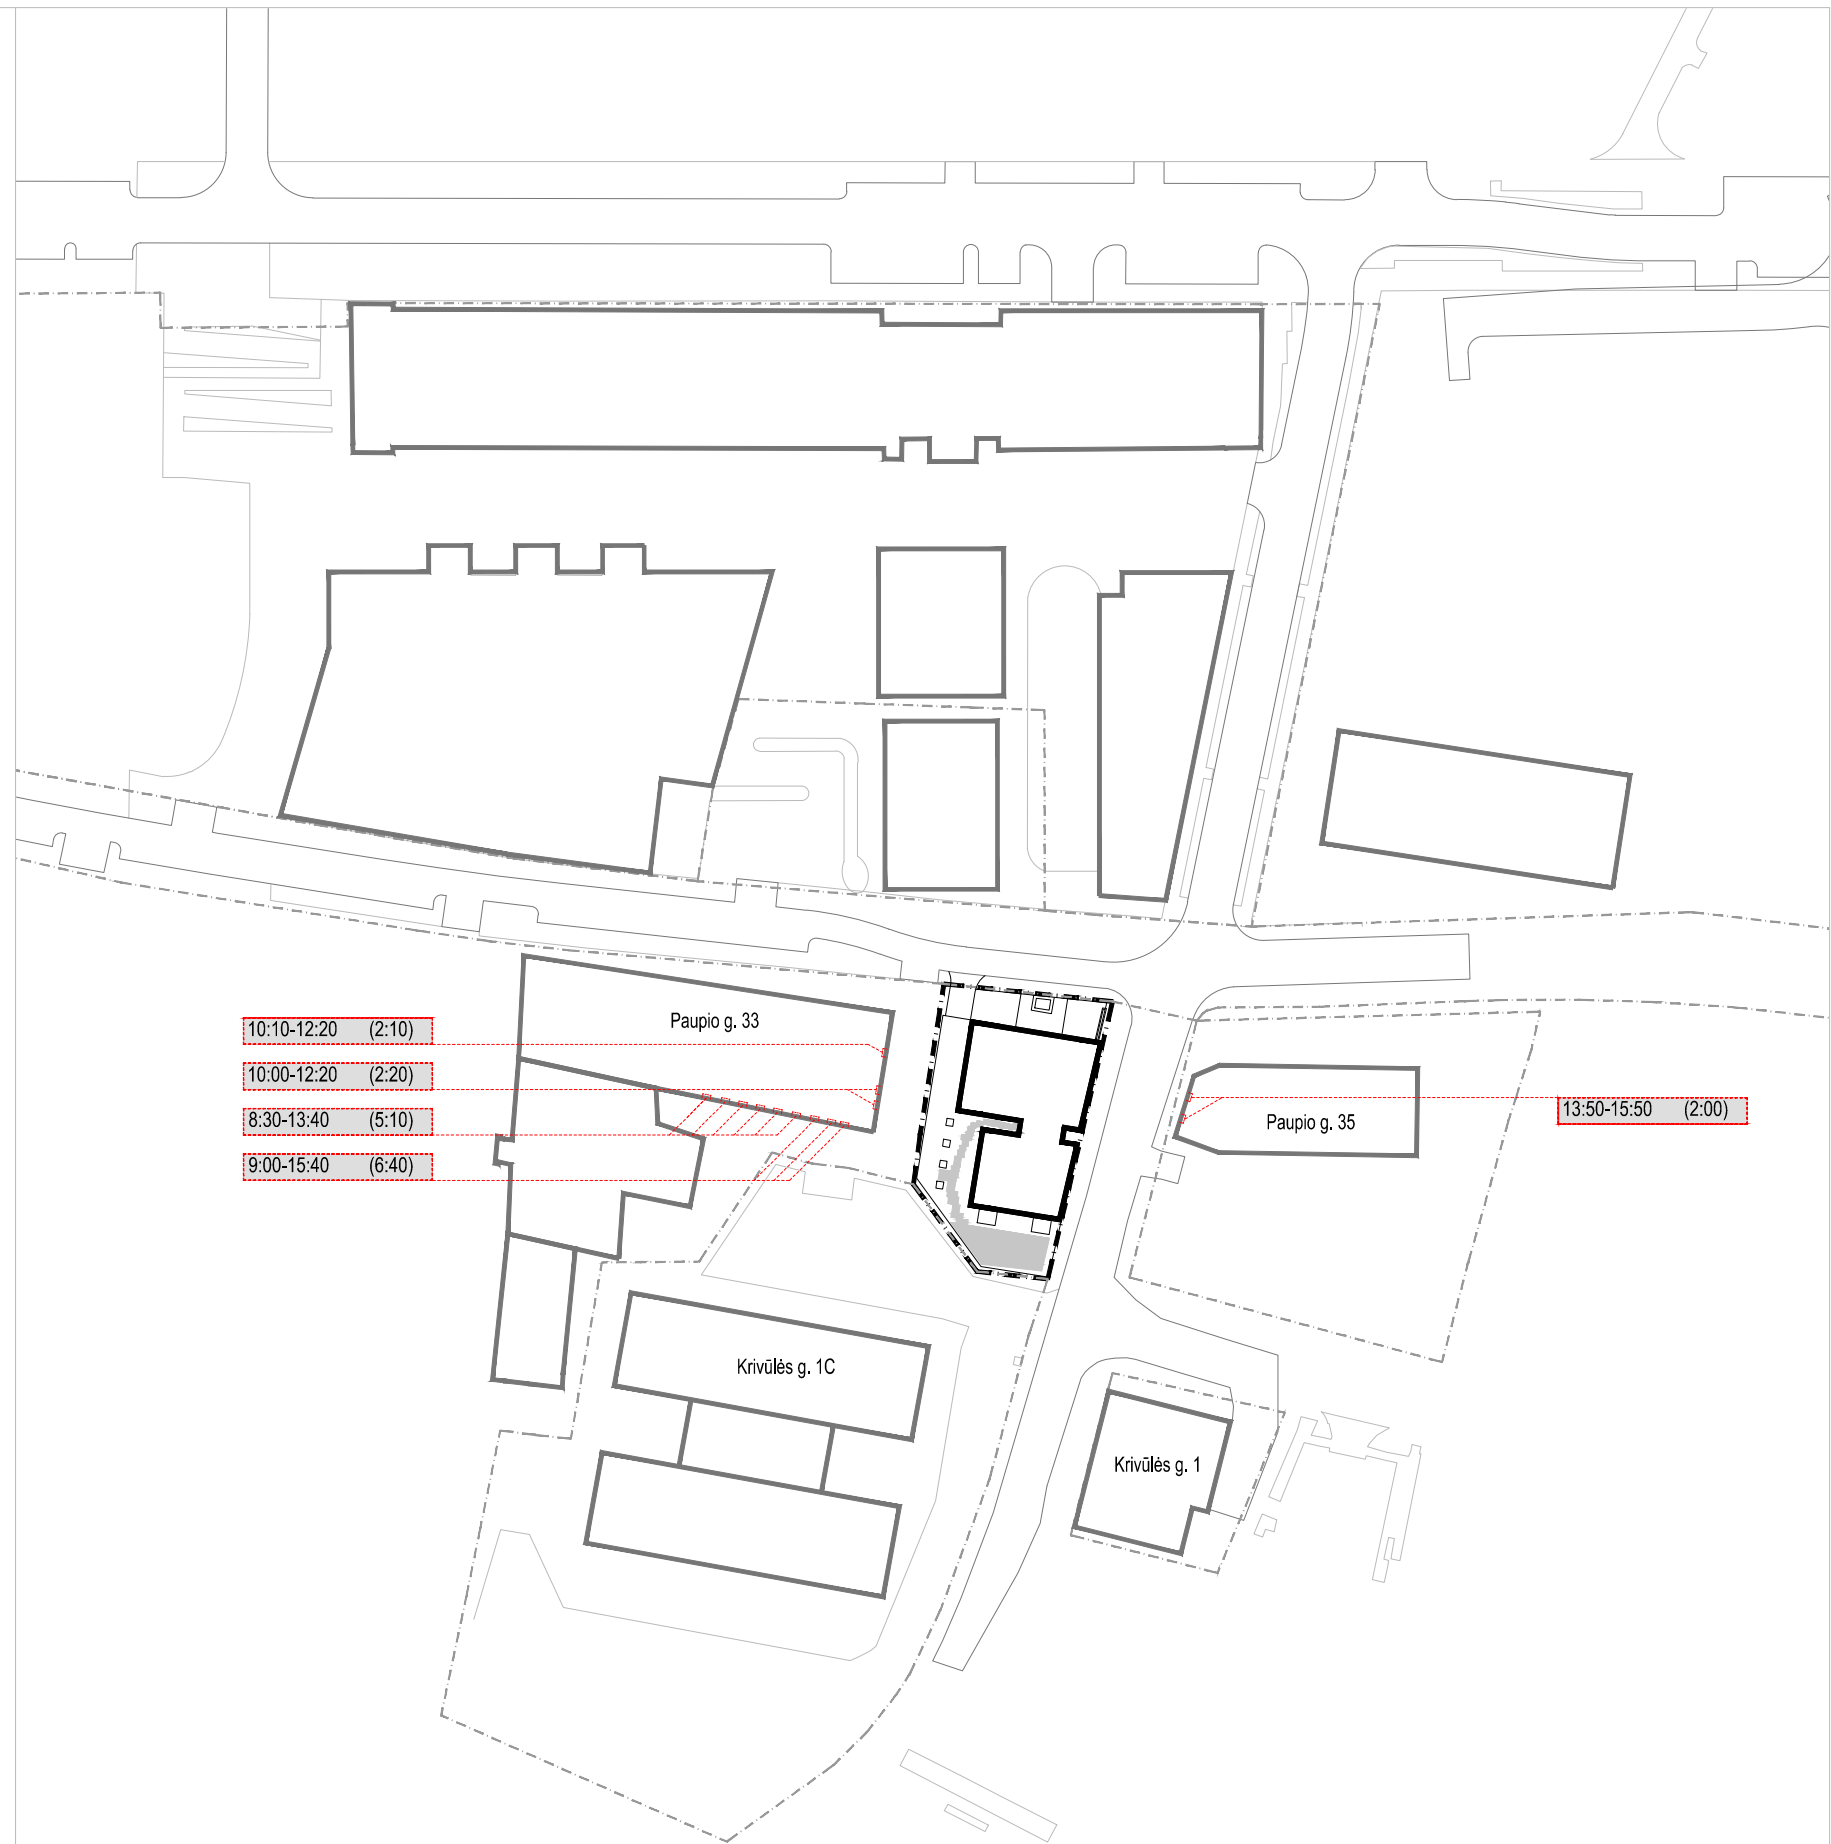 Paupio g. 33
10:10-12:20 (2:10)
10:00-12:20 (2:20)
8:30-13:40 (5:10)
9:00-15:40 (6:40)
13:50-15:50 (2:00)
Paupio g. 35
Krivūlės g. 1C
Krivūlės g. 1